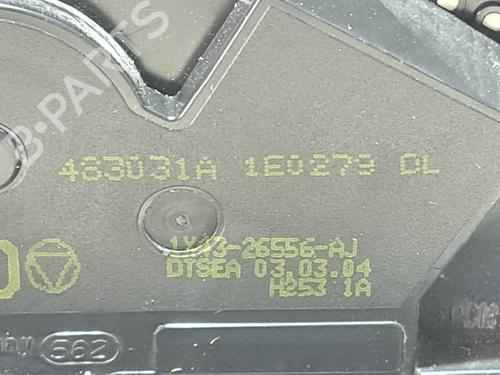 B-PARTS
463031A 1E0279 DL
1X43-26556-AJ
DTSEA 03.03.04
H253 1A
562